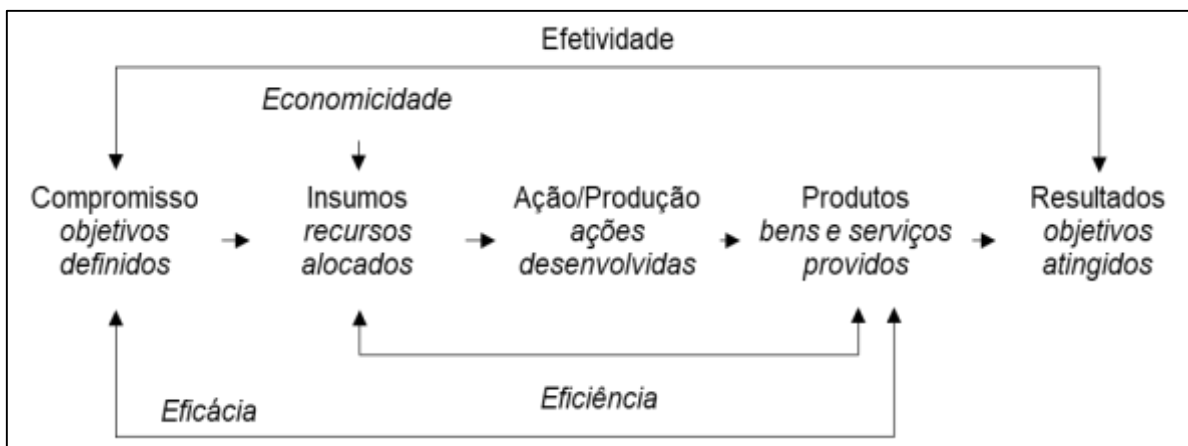 Efetividade
Economicidade
Compromisso
objetivos
definidos
Insumos
recursos
alocados
Ação/Produção
ações
desenvolvidas
Produtos
bens e serviços
providos
Resultados
objetivos
atingidos
Eficácia
Eficiência